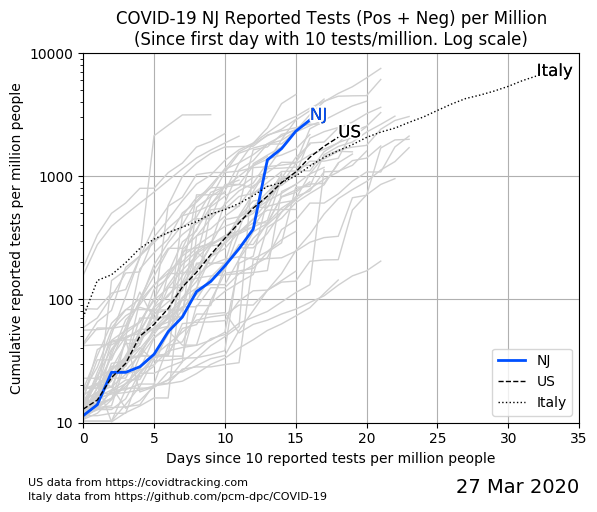 COVID-19 NJ Reported Tests (Pos + Neg) per Million
(Since first day with 10 tests/million. Log scale)
Cumulative reported tests per million people
10000
1000
100
10
Italy
NJ
US
NJ
US
Italy
0 5 10 15 20 25 30 35
Days since 10 reported tests per million people
US data from https://covidtracking.com
Italy data from https://github.com/pcm-dpc/COVID-19
27 Mar 2020